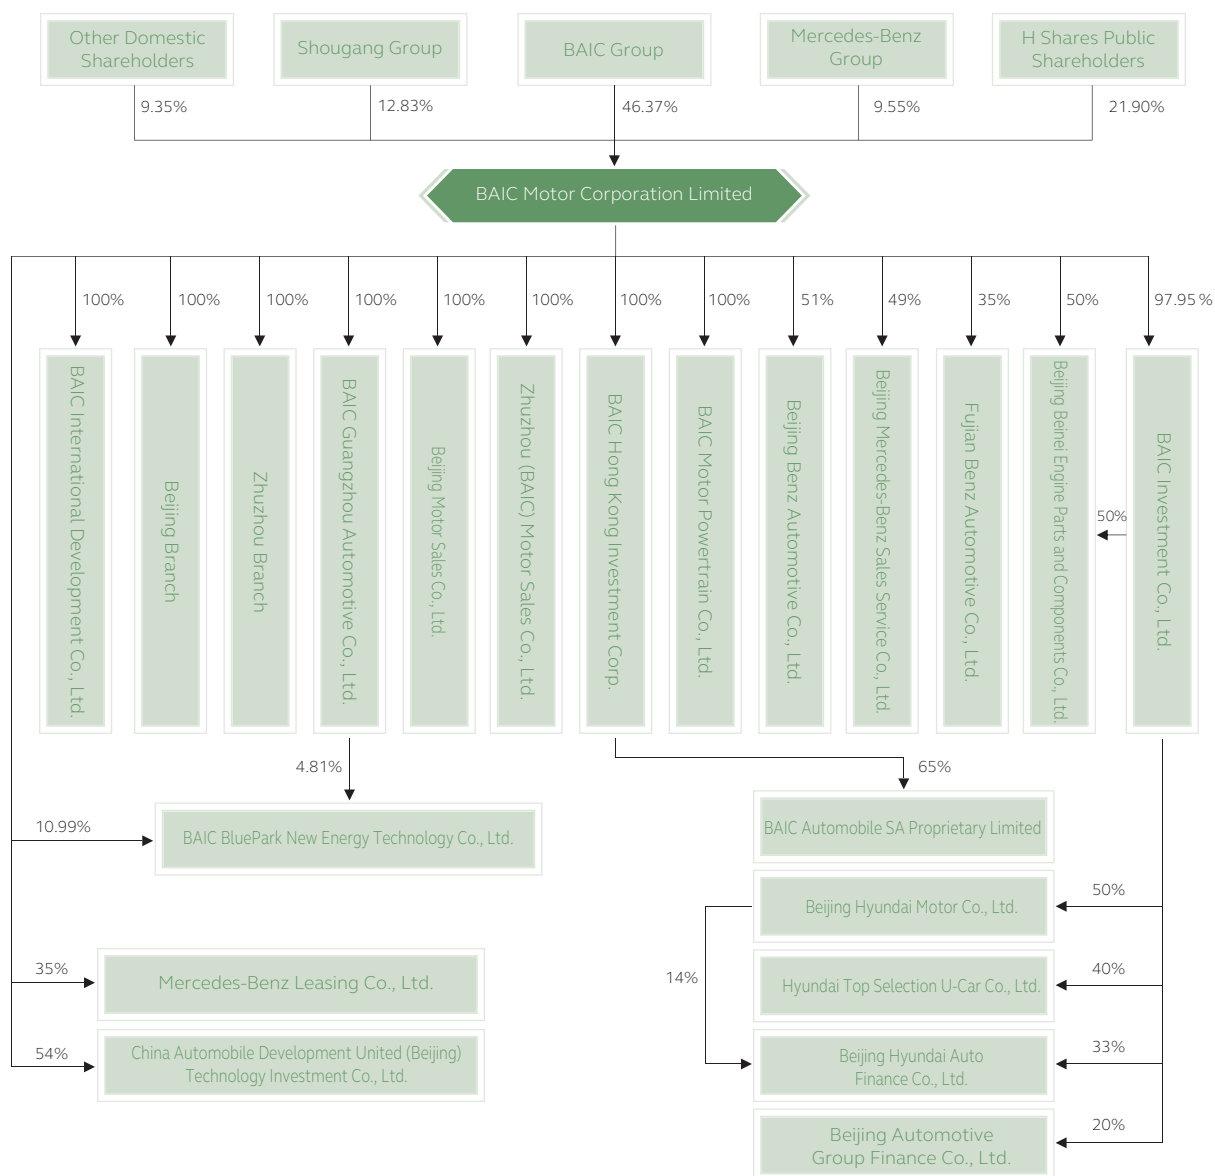 Other Domestic
Shareholders
Shougang Group
BAIC Group
Mercedes-Benz
Group
H Shares Public
Shareholders
9.35%
12.83%
46.37%
9.55%
21.90%
BAIC Motor Corporation Limited
100%
100%
100%
100%
100%
100%
100%
100%
51%
49%
35%
50%
97.95%
BAIC International Development Co., Ltd.
Beijing Branch
Zhuzhou Branch
BAIC Guangzhou Automotive Co., Ltd.
Beijing Motor Sales Co., Ltd.
Zhuzhou (BAIC) Motor Sales Co., Ltd.
BAIC Hong Kong Investment Corp.
BAIC Motor Powertrain Co., Ltd.
Beijing Benz Automotive Co., Ltd.
Beijing Mercedes-Benz Sales Service Co., Ltd.
Fujian Benz Automotive Co., Ltd.
Beijing Beinei Engine Parts and Components Co., Ltd.
50%
BAIC Investment Co., Ltd.
4.81%
65%
10.99%
BAIC BluePark New Energy Technology Co., Ltd.
BAIC Automobile SA Proprietary Limited
50%
Beijing Hyundai Motor Co., Ltd.
35%
Mercedes-Benz Leasing Co., Ltd.
14%
40%
Hyundai Top Selection U-Car Co., Ltd.
54%
China Automobile Development United (Beijing)
Technology Investment Co., Ltd.
33%
Beijing Hyundai Auto
Finance Co., Ltd.
20%
Beijing Automotive
Group Finance Co., Ltd.